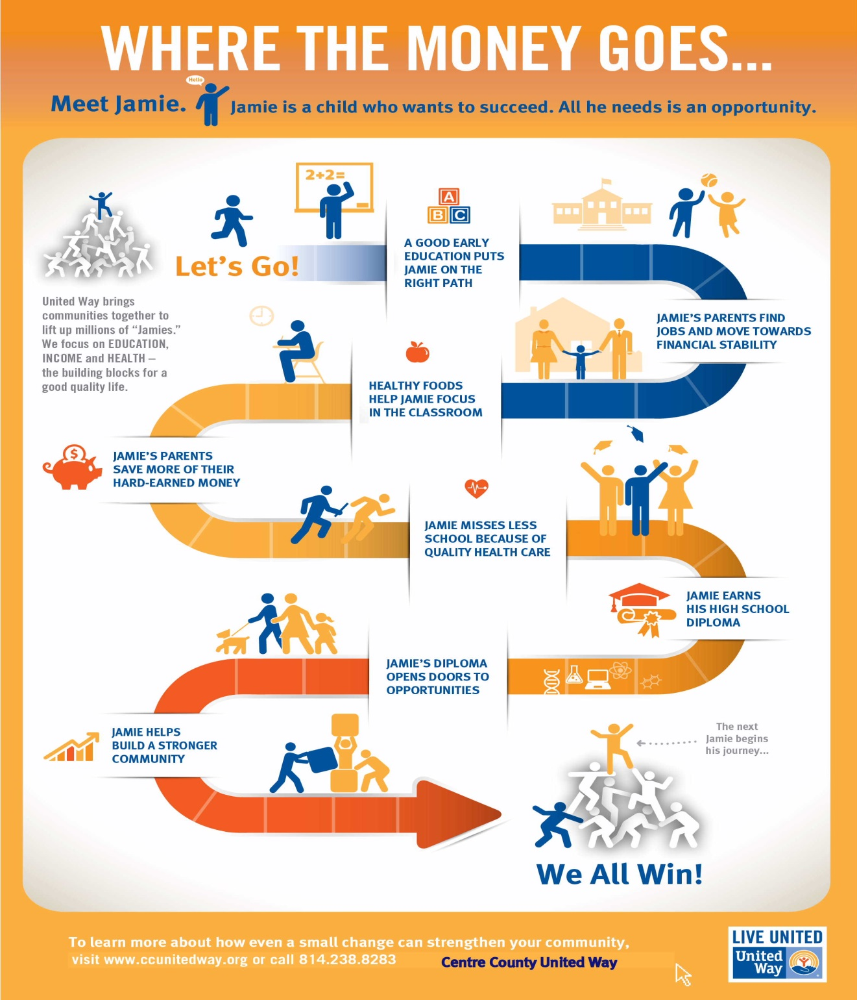 WHERE THE MONEY GOES...
Hello
Meet Jamie.
Jamie is a child who wants to succeed. All he needs is an opportunity.
2+2=
Let's Go!
A
B C
A GOOD EARLY
EDUCATION PUTS
JAMIE ON THE
RIGHT PATH
United Way brings
communities together to
lift up millions of “Jamies.”
We focus on EDUCATION,
INCOME and HEALTH –
the building blocks for a
good quality life.
JAMIE'S PARENTS FIND
JOBS AND MOVE TOWARDS
FINANCIAL STABILITY
HEALTHY FOODS
HELP JAMIE FOCUS
IN THE CLASSROOM
$
JAMIE'S PARENTS
SAVE MORE OF THEIR
HARD-EARNED MONEY
JAMIE MISSES LESS
SCHOOL BECAUSE OF
QUALITY HEALTH CARE
JAMIE EARNS
HIS HIGH SCHOOL
DIPLOMA
JAMIE'S DIPLOMA
OPENS DOORS TO
OPPORTUNITIES
JAMIE HELPS
BUILD A STRONGER
COMMUNITY
The next
Jamie begins
his journey...
We All Win!
To learn more about how even a small change can strengthen your community,
visit www.ccunitedway.org or call 814.238.8283
Centre County United Way
LIVE UNITED
United
Way